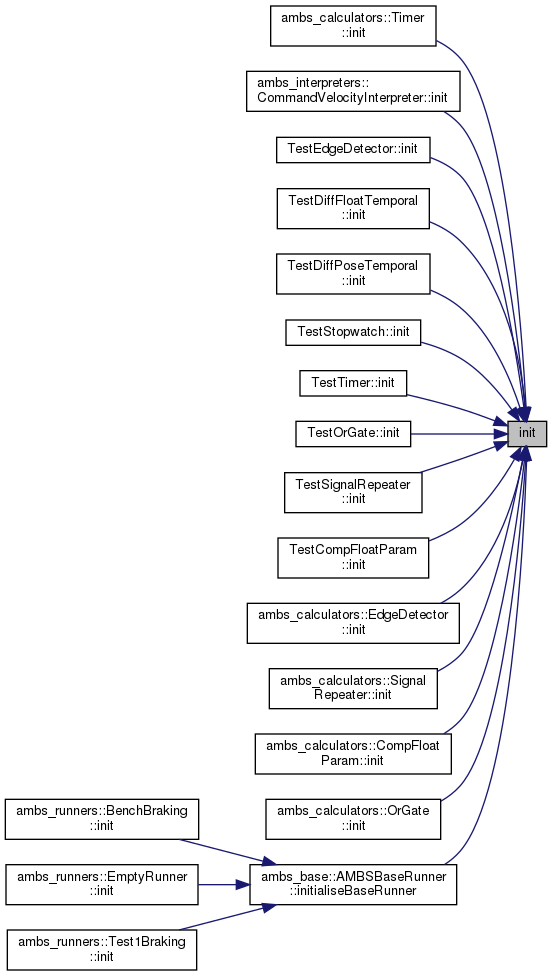 ambs_calculators::Timer
::init
ambs_interpreters::
CommandVelocityInterpreter::init
TestEdgeDetector::init
TestDiffFloatTemporal
::init
TestDiffPoseTemporal
::init
TestStopwatch::init
TestTimer::init
TestOrGate::init
init
TestSignalRepeater
::init
TestCompFloatParam
::init
ambs_calculators::EdgeDetector
::init
ambs_calculators::Signal
Repeater::init
ambs_calculators::CompFloat
Param::init
ambs_calculators::OrGate
::init
ambs_runners::BenchBraking
::init
ambs_base::AMBSBaseRunner
::initialiseBaseRunner
ambs_runners::EmptyRunner
::init
ambs_runners::Test1Braking
::init